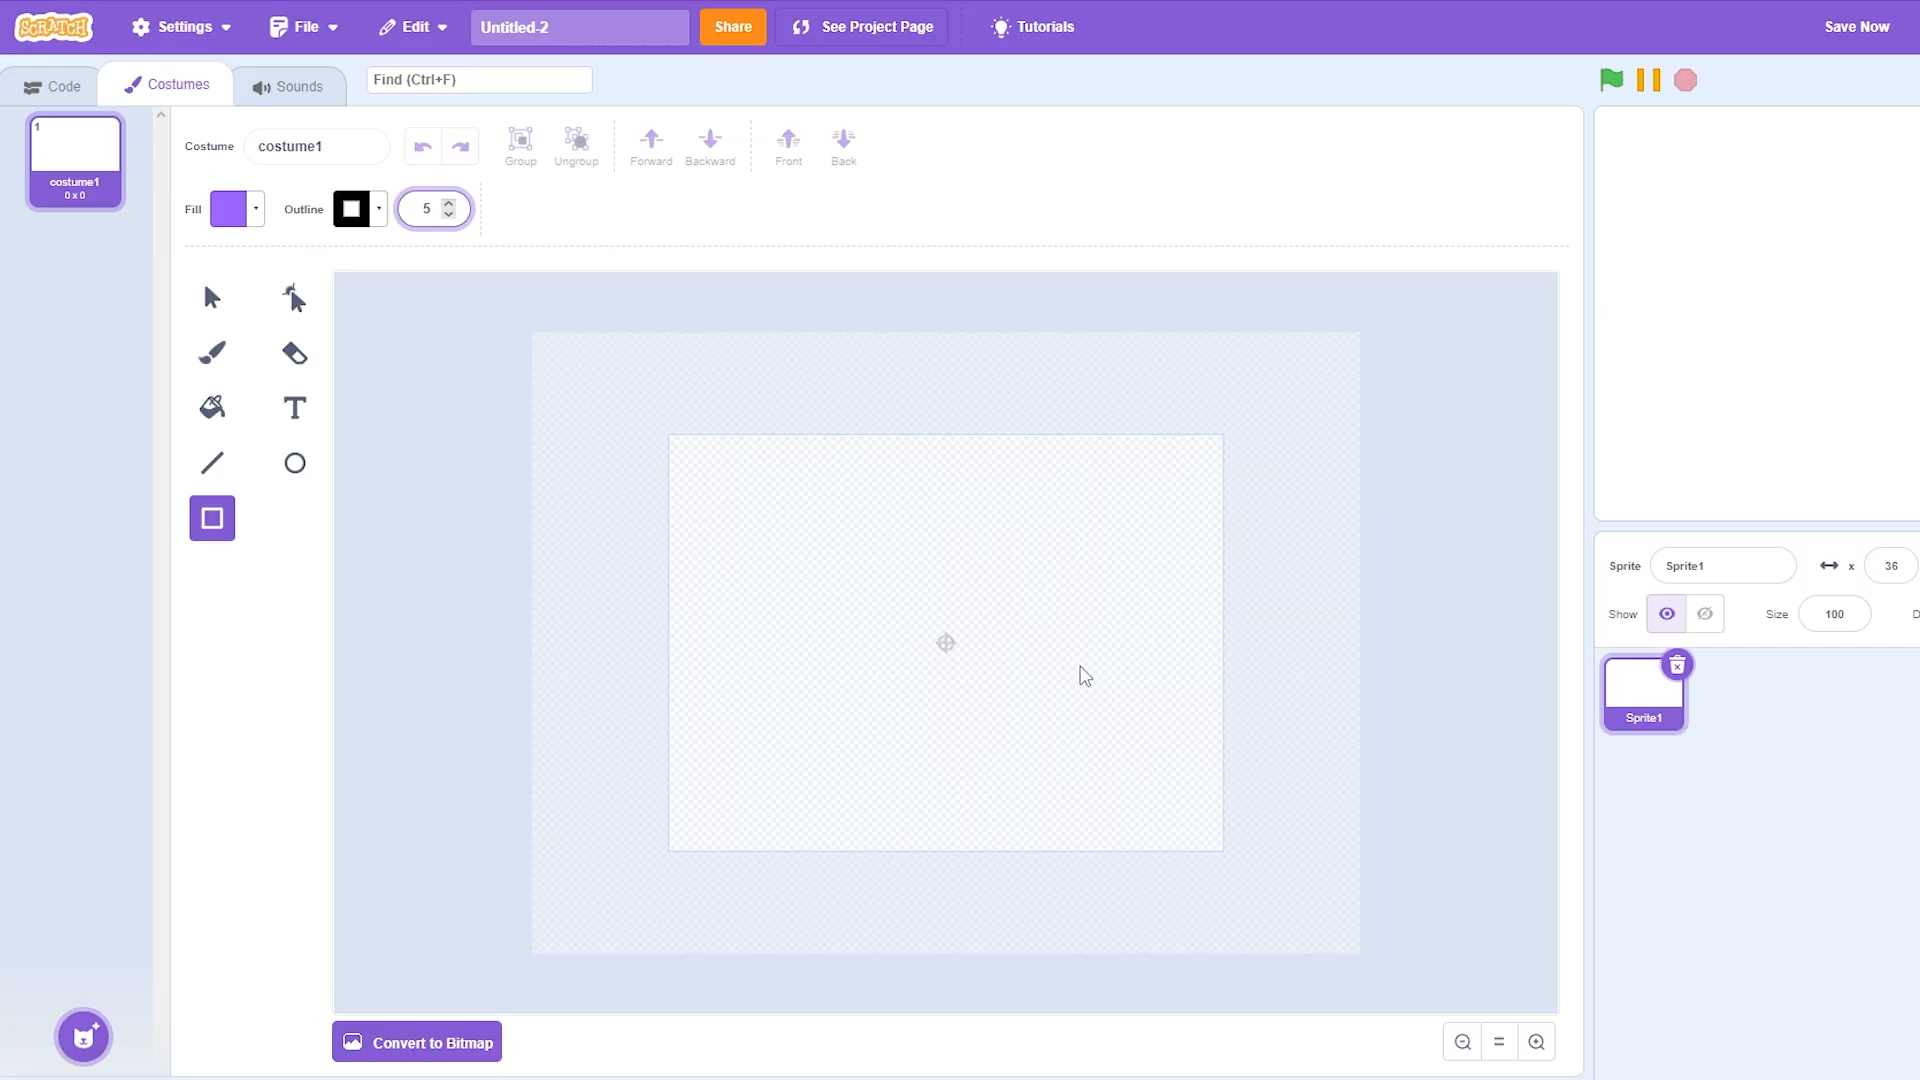 SCRATCH Settings File Edit Untitled-2 Share See Project Page Tutorials Save Now
Code Costumes Sounds Find (Ctrl+F)
1
costume1
0 x 0
Costume costume1 Group Ungroup Forward Backward Front Back
Fill Outline 5
Sprite Sprite1 x 36
Show Size 100 D
Sprite1
Convert to Bitmap